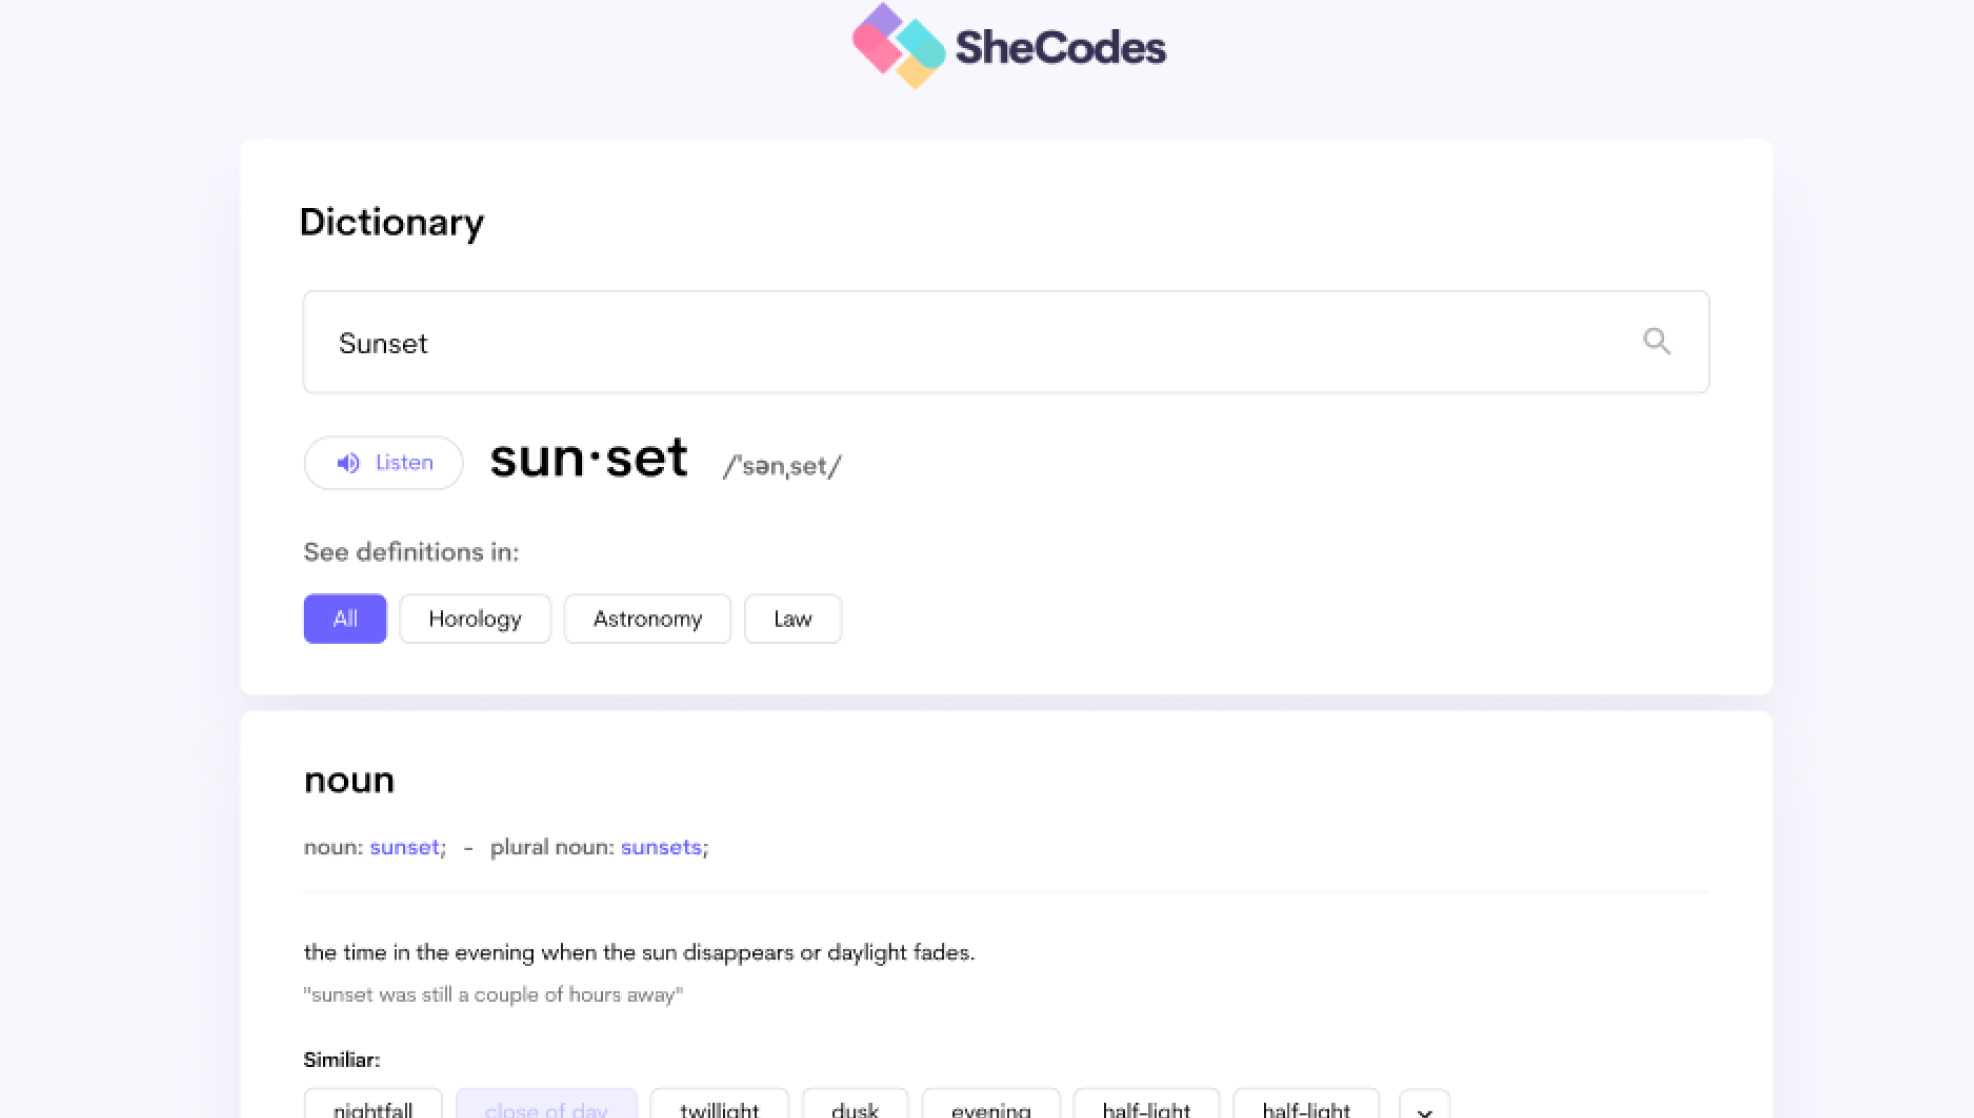 SheCodes
Dictionary
Sunset
Listen sun·set /ˈsənˌset/
See definitions in:
All Horology Astronomy Law
noun
noun: sunset; - plural noun: sunsets;
the time in the evening when the sun disappears or daylight fades.
"sunset was still a couple of hours away"
Similiar:
nightfall close of day twillight dusk evening half-light half-light